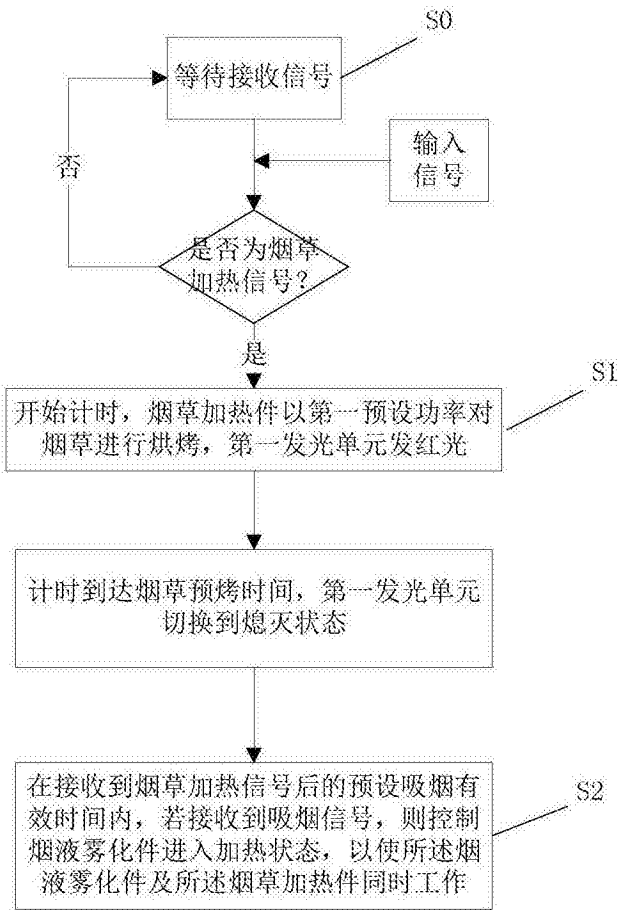 S0
等待接收信号
输入
信号
否
是否为烟草
加热信号？
是
S1
开始计时，烟草加热件以第一预设功率对
烟草进行烘烤，第一发光单元发红光
计时到达烟草预烤时间，第一发光单元
切换到熄灭状态
S2
在接收到烟草加热信号后的预设吸烟有
效时间内，若接收到吸烟信号，则控制
烟液雾化件进入加热状态，以使所述烟
液雾化件及所述烟草加热件同时工作